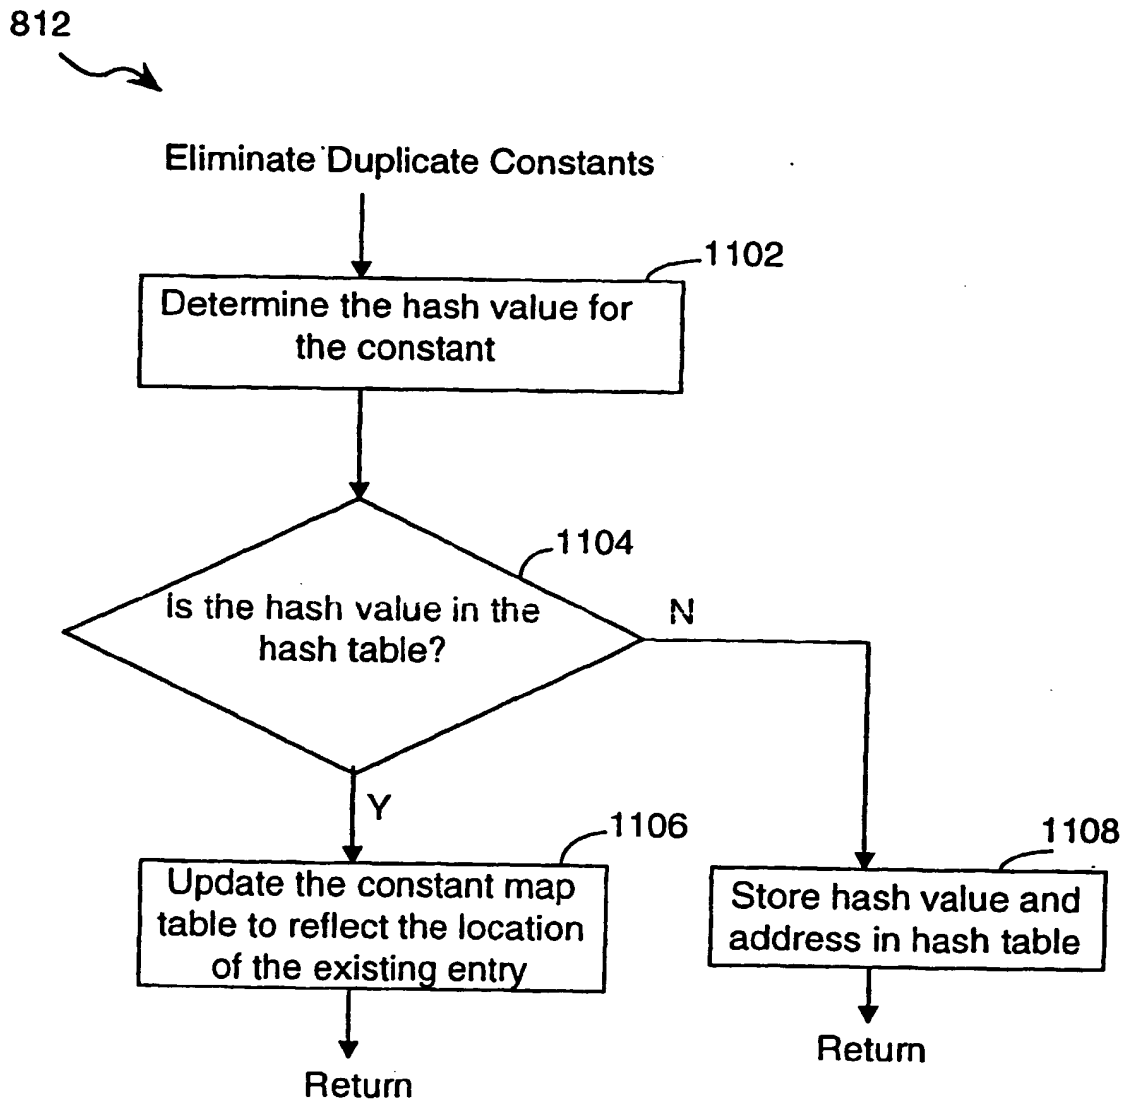 812
Eliminate Duplicate Constants
1102
Determine the hash value for
the constant
1104
Is the hash value in the
hash table?
N
Y
1106
1108
Update the constant map
table to reflect the location
of the existing entry
Store hash value and
address in hash table
Return
Return